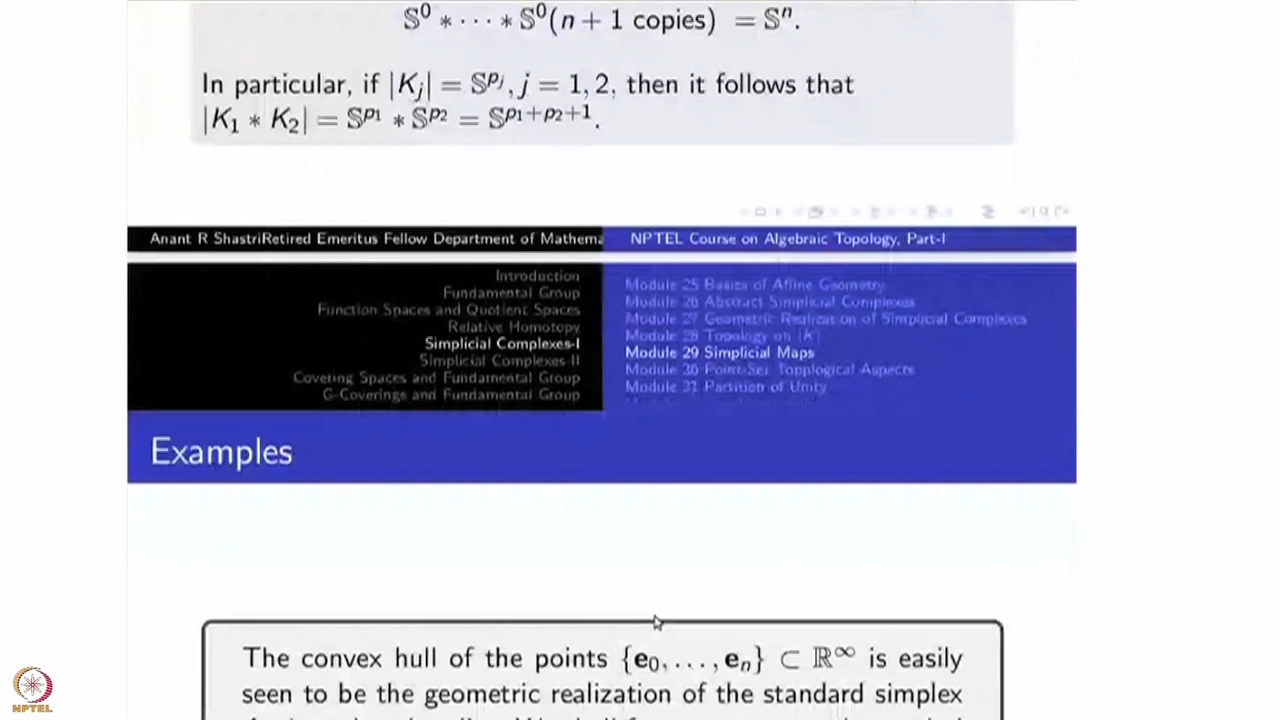 𝕊⁰ ∗ ⋯ ∗ 𝕊⁰(n + 1 copies) = 𝕊ⁿ.
In particular, if |K_j| = 𝕊^{p_j}, j = 1, 2, then it follows that
|K₁ ∗ K₂| = 𝕊^{p₁} ∗ 𝕊^{p₂} = 𝕊^{p₁+p₂+1}.
Anant R ShastriRetired Emeritus Fellow Department of Mathema
NPTEL Course on Algebraic Topology, Part-I
Introduction
Fundamental Group
Function Spaces and Quotient Spaces
Relative Homotopy
Simplicial Complexes-I
Simplicial Complexes-II
Covering Spaces and Fundamental Group
G-Coverings and Fundamental Group
Module 25 Basics of Affine Geometry
Module 26 Abstract Simplicial Complexes
Module 27 Geometric Realization of Simplicial Complexes
Module 28 Topology on |K|
Module 29 Simplicial Maps
Module 30 Point-Set Topplogical Aspects
Module 31 Partition of Unity
Examples
The convex hull of the points {e₀, . . . , eₙ} ⊂ ℝ^∞ is easily
seen to be the geometric realization of the standard simplex
NPTEL